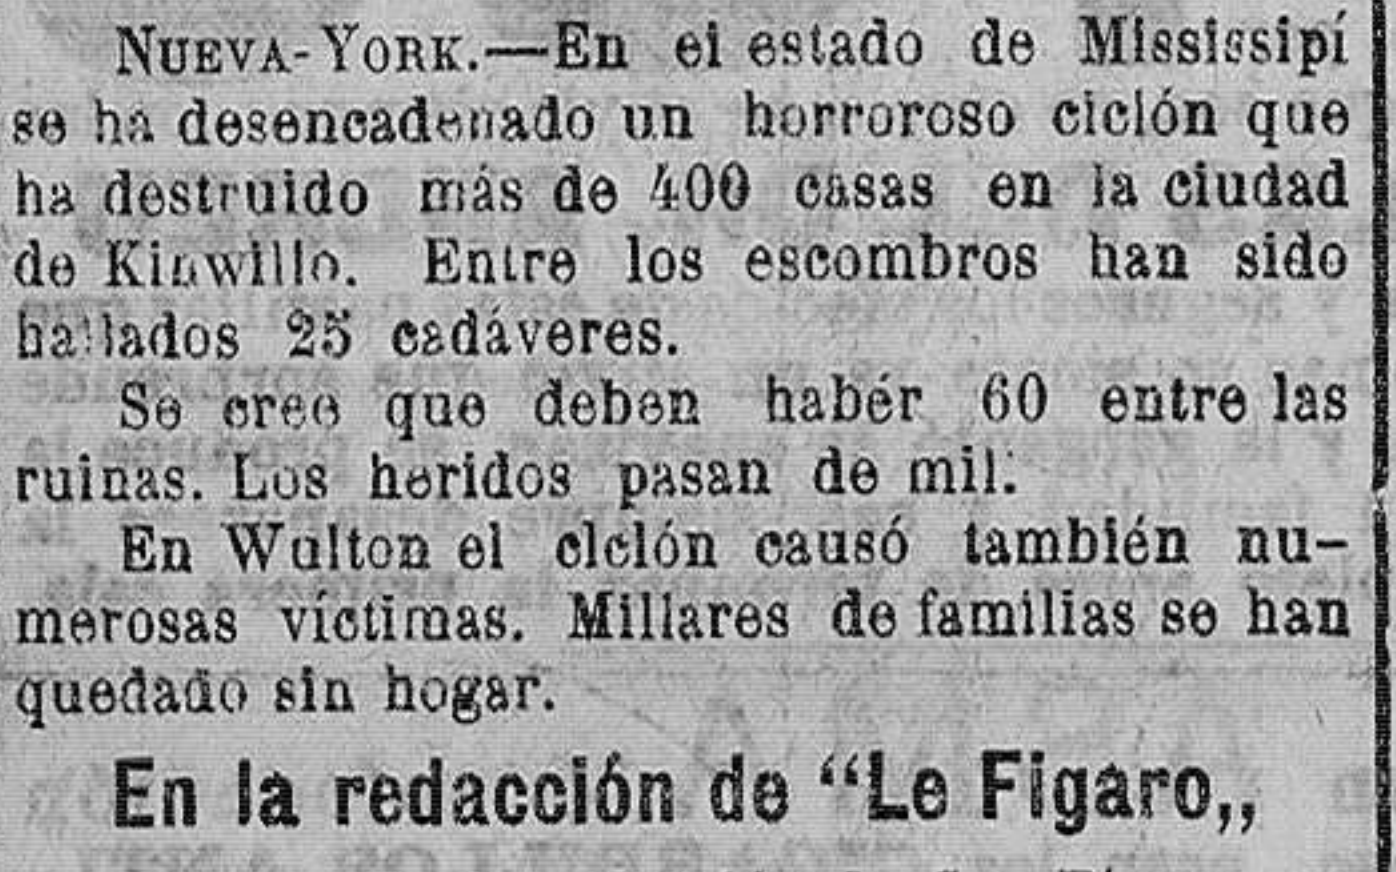 NUEVA-YORK.—En el estado de Mississipí
se ha desencadenado un horroroso ciclón que
ha destruido más de 400 casas en la ciudad
de Kinwillo. Entre los escombros han sido
hallados 25 cadáveres.
Se cree que deben habér 60 entre las
ruinas. Los heridos pasan de mil.
En Walton el ciclón causó también nu-
merosas víctimas. Millares de familias se han
quedado sin hogar.
En la redacción de “Le Figaro„